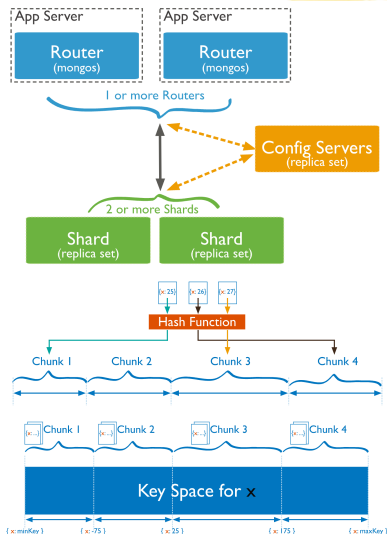 App Server
App Server
Router
(mongos)
Router
(mongos)
1 or more Routers
Config Servers
(replica set)
2 or more Shards
Shard
(replica set)
Shard
(replica set)
{x: 25} {x: 26} {x: 27}
Hash Function
Chunk 1 Chunk 2 Chunk 3 Chunk 4
Chunk 1 Chunk 2 Chunk 3 Chunk 4
{x:...} {x:...} {x:...} {x:...}
Key Space for x
{ x: minKey } { x: -75 } { x: 25 } { x: 175 } { x: maxKey }